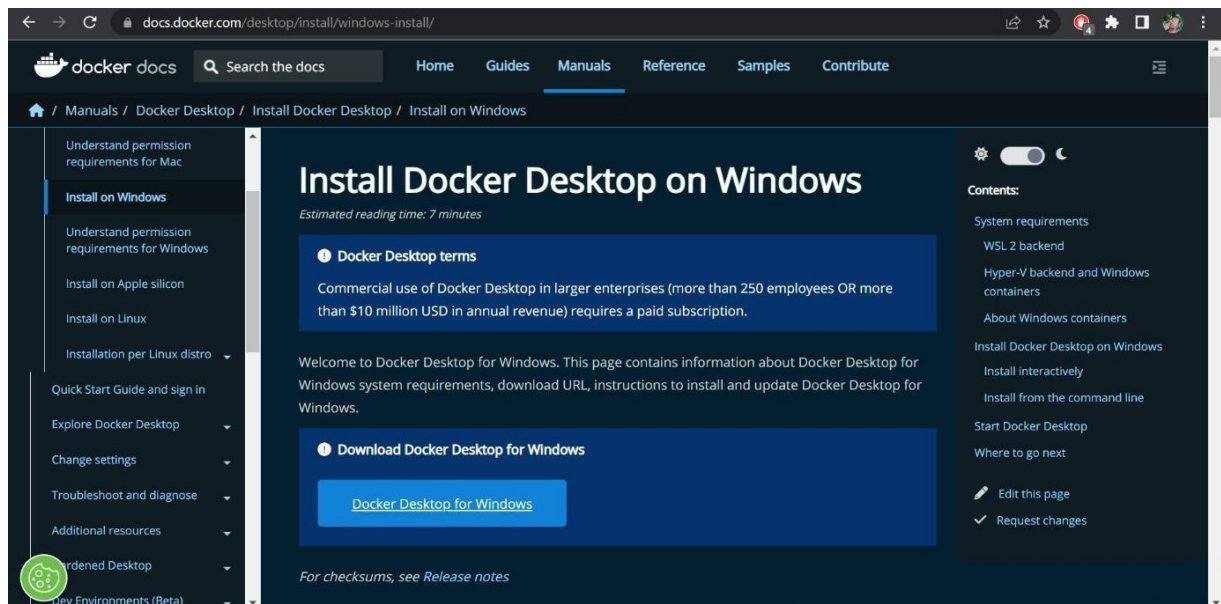 docs.docker.com/desktop/install/windows-install/
4
docker docs
Search the docs
Home
Guides
Manuals
Reference
Samples
Contribute
/ Manuals / Docker Desktop / Install Docker Desktop / Install on Windows
Understand permission
requirements for Mac
Install on Windows
Understand permission
requirements for Windows
Install on Apple silicon
Install on Linux
Installation per Linux distro
Quick Start Guide and sign in
Explore Docker Desktop
Change settings
Troubleshoot and diagnose
Additional resources
rdened Desktop
Dev Environments (Beta)
Install Docker Desktop on Windows
Estimated reading time: 7 minutes
Docker Desktop terms
Commercial use of Docker Desktop in larger enterprises (more than 250 employees OR more
than $10 million USD in annual revenue) requires a paid subscription.
Welcome to Docker Desktop for Windows. This page contains information about Docker Desktop for
Windows system requirements, download URL, instructions to install and update Docker Desktop for
Windows.
Download Docker Desktop for Windows
Docker Desktop for Windows
For checksums, see Release notes
Contents:
System requirements
WSL 2 backend
Hyper-V backend and Windows
containers
About Windows containers
Install Docker Desktop on Windows
Install interactively
Install from the command line
Start Docker Desktop
Where to go next
Edit this page
Request changes